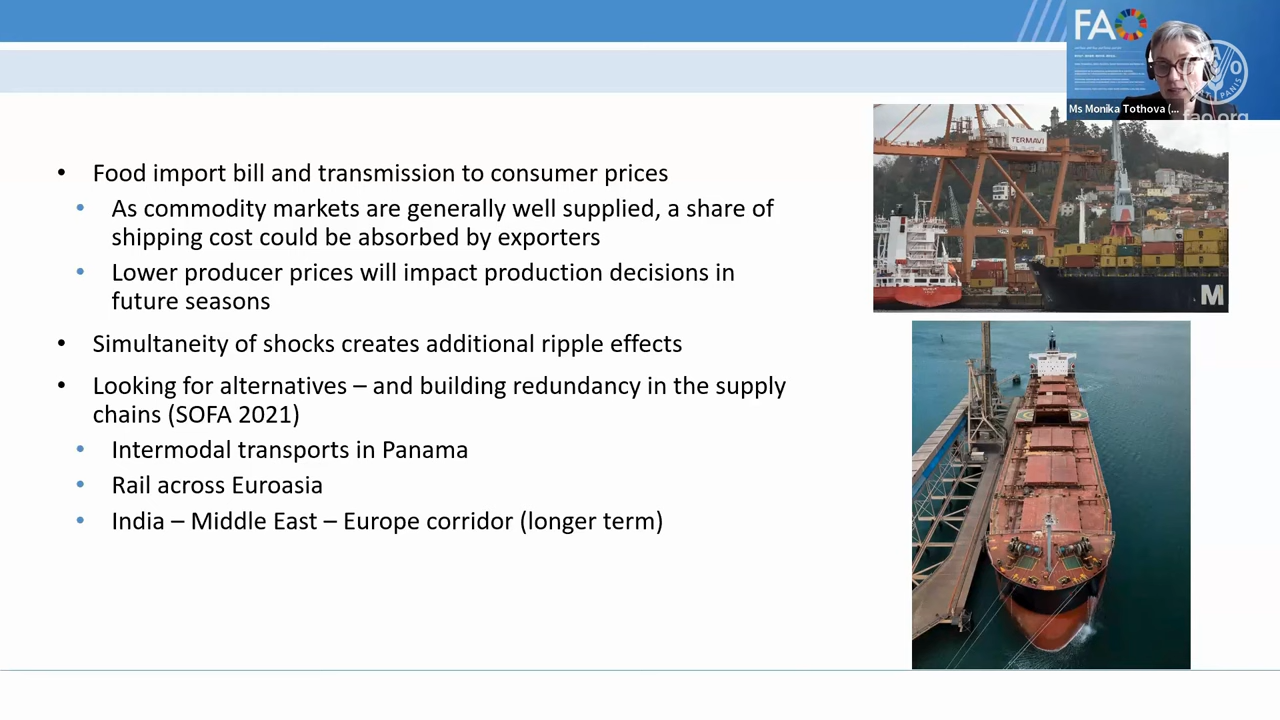 FAO
Ms Monika Tothova (...
fao.org
TERMAVI
M
• Food import bill and transmission to consumer prices
• As commodity markets are generally well supplied, a share of
shipping cost could be absorbed by exporters
• Lower producer prices will impact production decisions in
future seasons
• Simultaneity of shocks creates additional ripple effects
• Looking for alternatives – and building redundancy in the supply
chains (SOFA 2021)
• Intermodal transports in Panama
• Rail across Euroasia
• India – Middle East – Europe corridor (longer term)